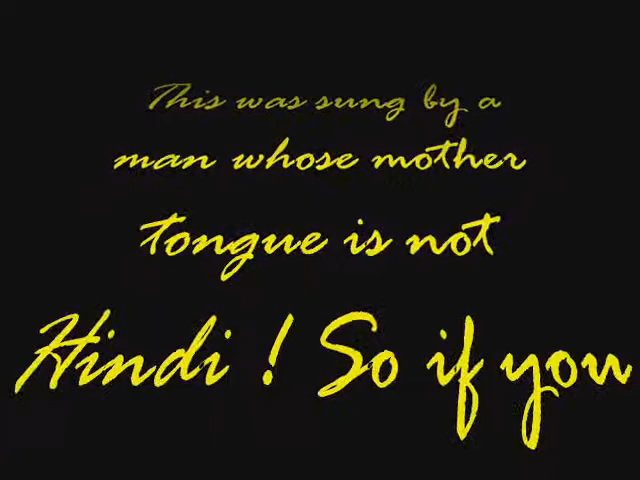 This was sung by a
man whose mother
tongue is not
Hindi ! So if you